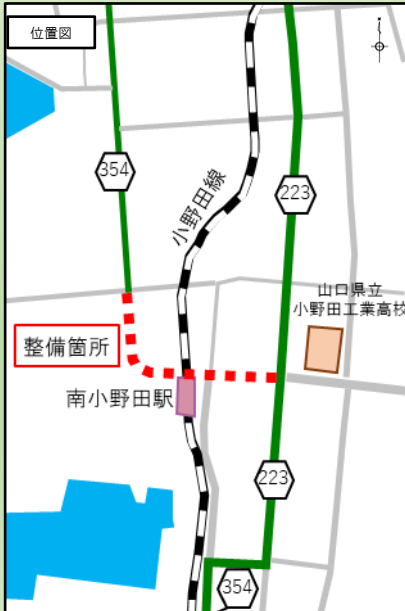 位置図
354
小野田線
223
山口県立
小野田工業高校
整備箇所
南小野田駅
223
354